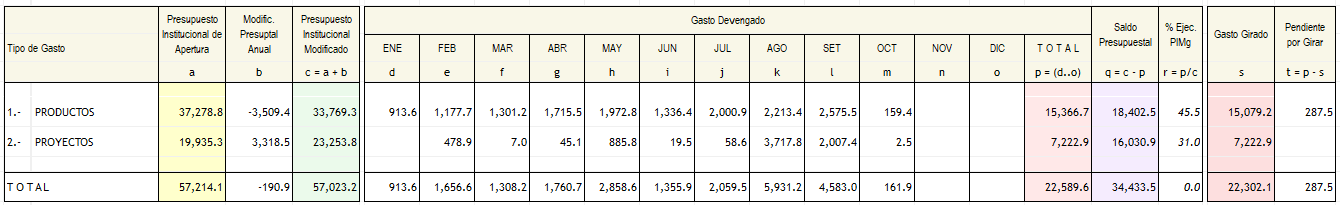 Tipo de Gasto Presupuesto Institucional de Apertura Modific. Presuptal Anual Presupuesto Institucional Modificado Gasto Devengado Saldo Presupuestal % Ejec. PIMg Gasto Girado Pendiente por Girar
ENE FEB MAR ABR MAY JUN JUL AGO SET OCT NOV DIC T O T A L
a b c = a + b d e f g h i j k l m n o p = (d..o) q = c - p r = p/c s t = p - s
1.- PRODUCTOS 37,278.8 -3,509.4 33,769.3 913.6 1,177.7 1,301.2 1,715.5 1,972.8 1,336.4 2,000.9 2,213.4 2,575.5 159.4 15,366.7 18,402.5 45.5 15,079.2 287.5
2.- PROYECTOS 19,935.3 3,318.5 23,253.8 478.9 7.0 45.1 885.8 19.5 58.6 3,717.8 2,007.4 2.5 7,222.9 16,030.9 31.0 7,222.9
T O T A L 57,214.1 -190.9 57,023.2 913.6 1,656.6 1,308.2 1,760.7 2,858.6 1,355.9 2,059.5 5,931.2 4,583.0 161.9 22,589.6 34,433.5 0.0 22,302.1 287.5